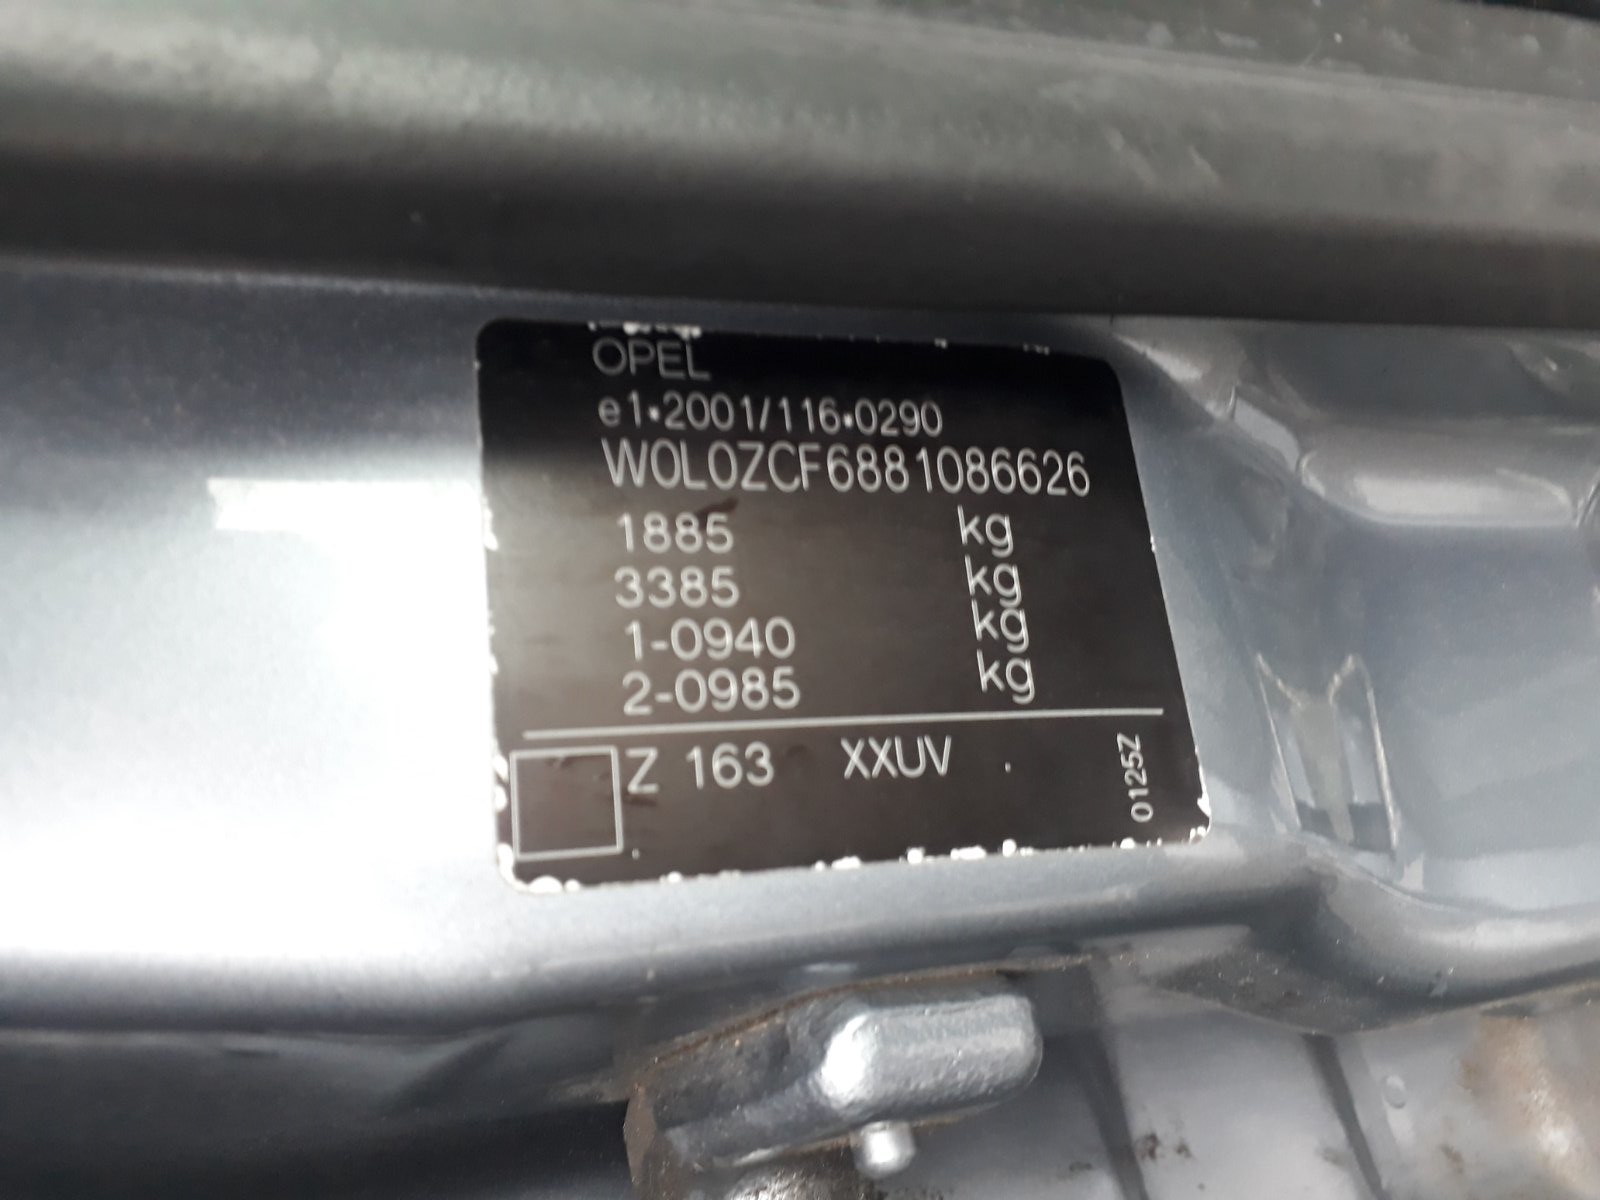 OPEL
e1•2001/116•0290
W0L0ZCF6881086626
1885 kg
3385 kg
1-0940 kg
2-0985 kg
Z 163 XXUV .
0125Z